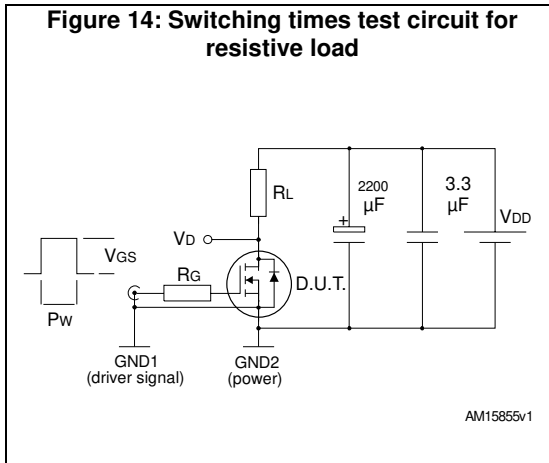 Figure 14: Switching times test circuit for
resistive load
RL
2200
μF
3.3
μF
VDD
VD
VGS
RG
D.U.T.
PW
GND1
(driver signal)
GND2
(power)
+
AM15855v1